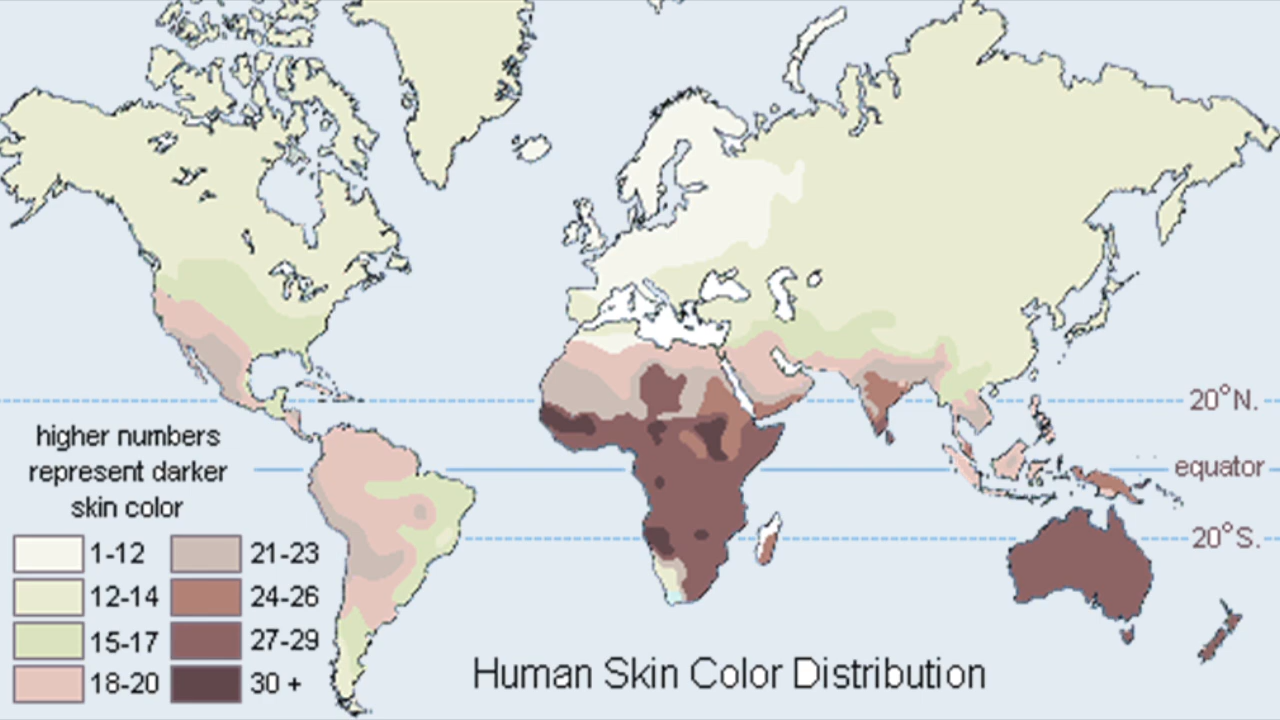 20°N.
higher numbers
represent darker
skin color
equator
20°S.
1-12
21-23
12-14
24-26
15-17
27-29
18-20
30 +
Human Skin Color Distribution